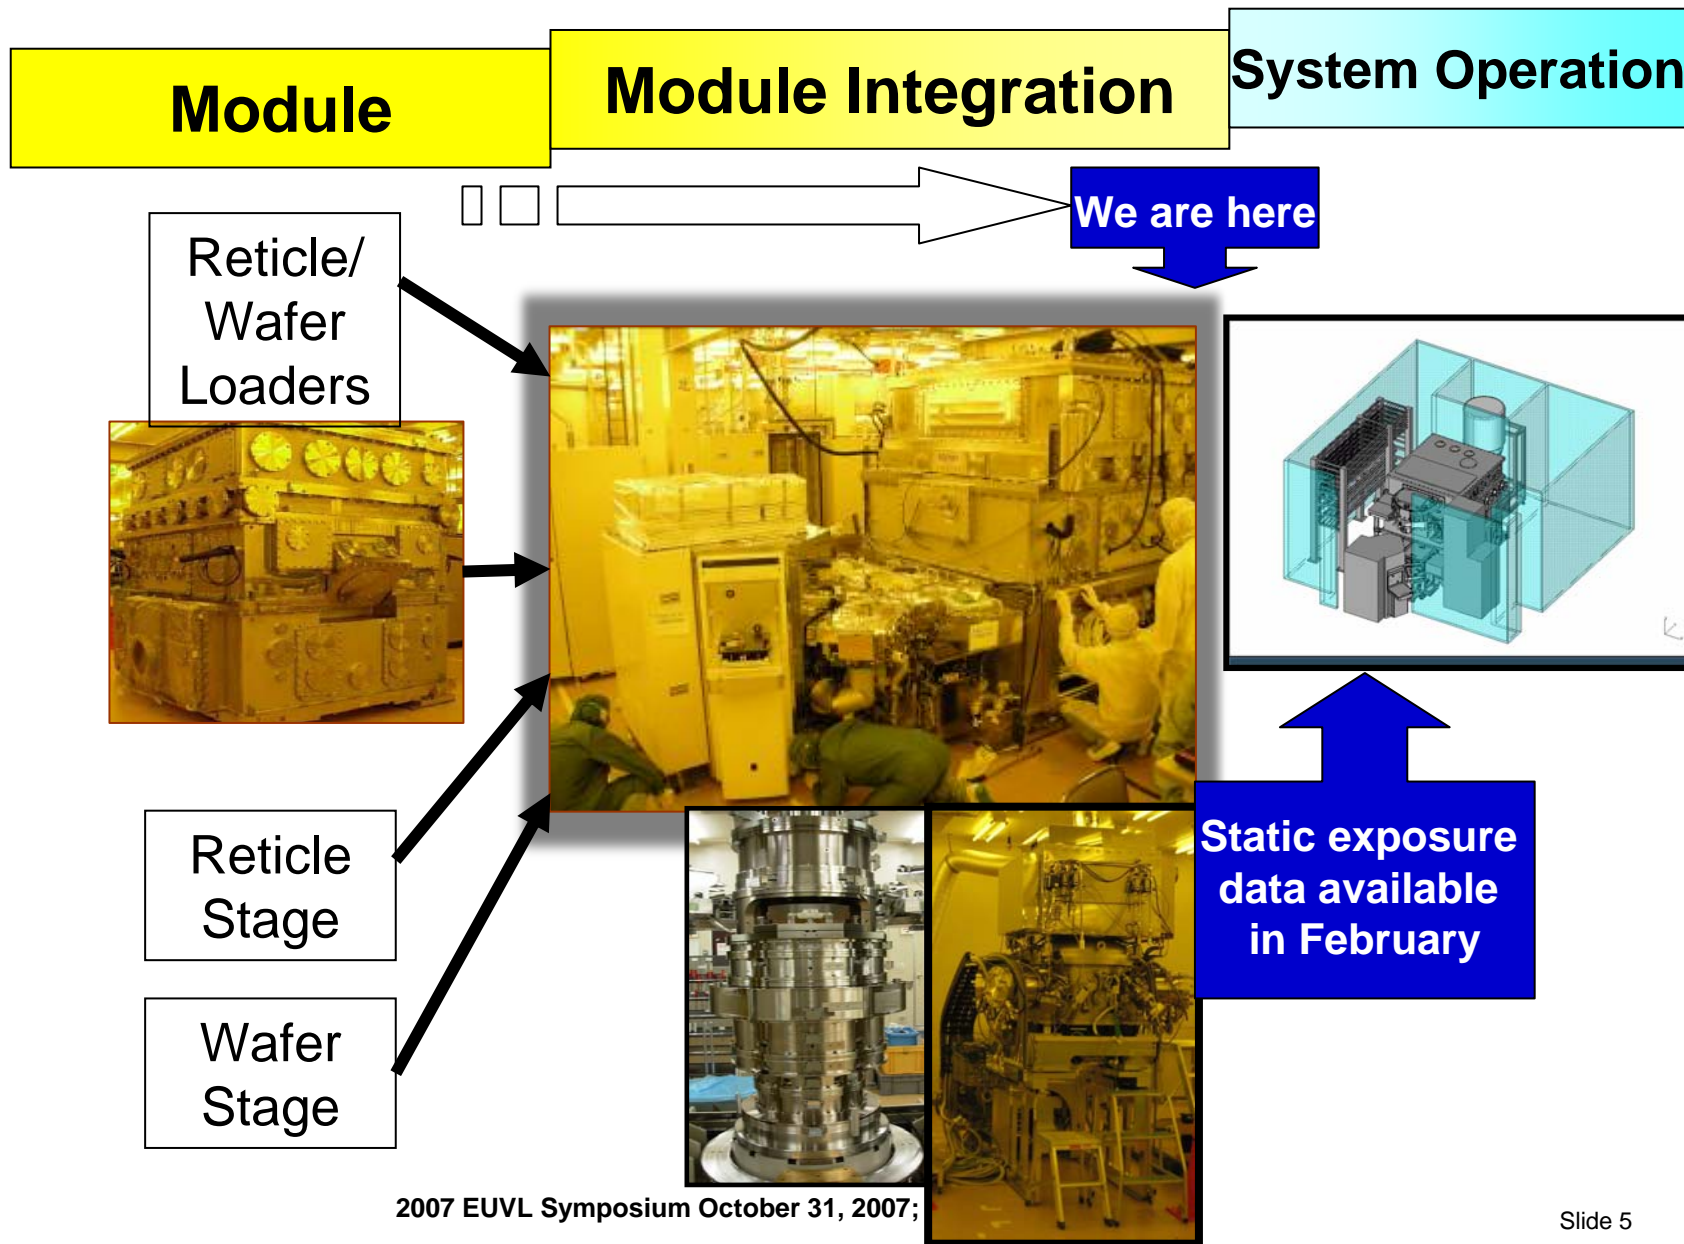 Module
Module Integration
System Operation
We are here
Reticle/
Wafer
Loaders
Reticle
Stage
Wafer
Stage
Static exposure
data available
in February
2007 EUVL Symposium October 31, 2007;
Slide 5